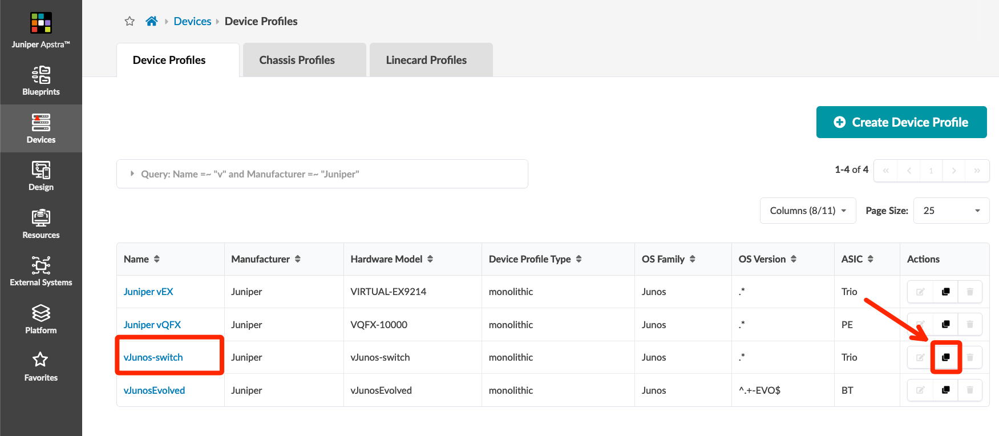 Juniper Apstra™
Blueprints
Devices
Design
Resources
External Systems
Platform
Favorites
Devices Device Profiles
Device Profiles Chassis Profiles Linecard Profiles
Create Device Profile
Query: Name =~ "v" and Manufacturer =~ "Juniper"
1-4 of 4 « < 1 > »
Columns (8/11) Page Size: 25
Name Manufacturer Hardware Model Device Profile Type OS Family OS Version ASIC Actions
Juniper vEX Juniper VIRTUAL-EX9214 monolithic Junos .* Trio
Juniper vQFX Juniper VQFX-10000 monolithic Junos .* PE
vJunos-switch Juniper vJunos-switch monolithic Junos .* Trio
vJunosEvolved Juniper vJunosEvolved monolithic Junos ^.+-EVO$ BT